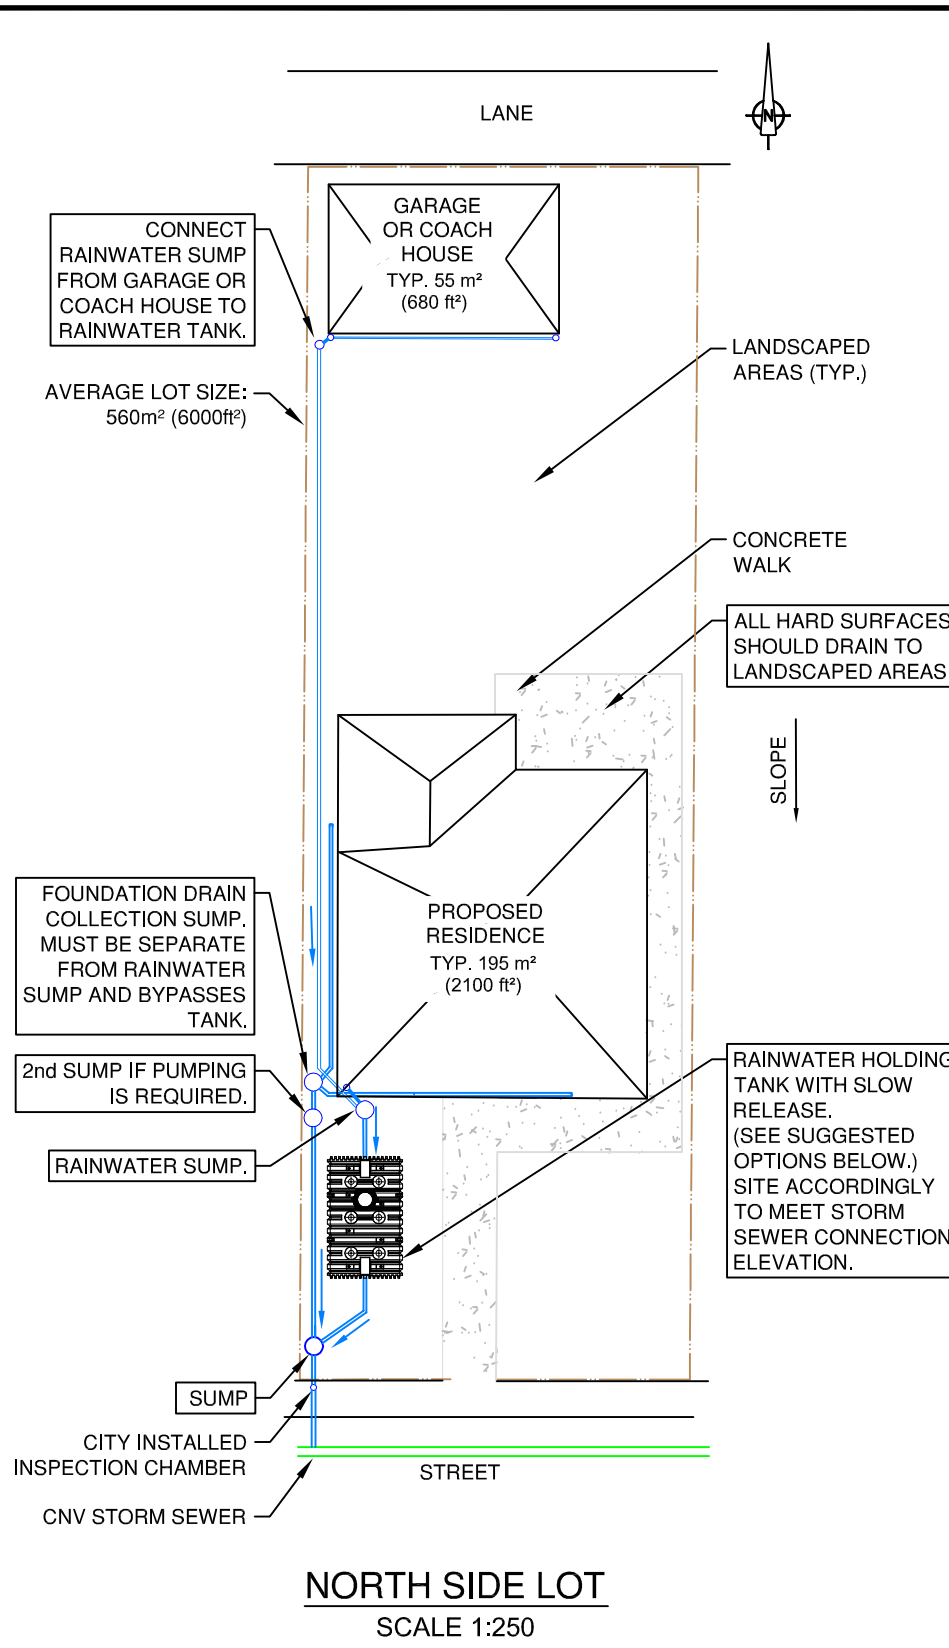 LANE
N
GARAGE
OR COACH
HOUSE
TYP. 55 m²
(680 ft²)
CONNECT
RAINWATER SUMP
FROM GARAGE OR
COACH HOUSE TO
RAINWATER TANK.
LANDSCAPED
AREAS (TYP.)
AVERAGE LOT SIZE:
560m² (6000ft²)
CONCRETE
WALK
ALL HARD SURFACES
SHOULD DRAIN TO
LANDSCAPED AREAS
SLOPE
FOUNDATION DRAIN
COLLECTION SUMP.
MUST BE SEPARATE
FROM RAINWATER
SUMP AND BYPASSES
TANK.
PROPOSED
RESIDENCE
TYP. 195 m²
(2100 ft²)
2nd SUMP IF PUMPING
IS REQUIRED.
RAINWATER SUMP.
RAINWATER HOLDING
TANK WITH SLOW
RELEASE.
(SEE SUGGESTED
OPTIONS BELOW.)
SITE ACCORDINGLY
TO MEET STORM
SEWER CONNECTION
ELEVATION.
SUMP
CITY INSTALLED
INSPECTION CHAMBER
STREET
CNV STORM SEWER
NORTH SIDE LOT
SCALE 1:250